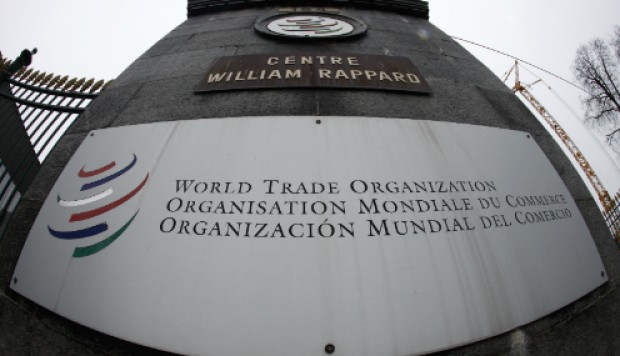 CENTRE
WILLIAM RAPPARD
WORLD TRADE ORGANIZATION
ORGANISATION MONDIALE DU COMMERCE
ORGANIZACIÓN MUNDIAL DEL COMERCIO